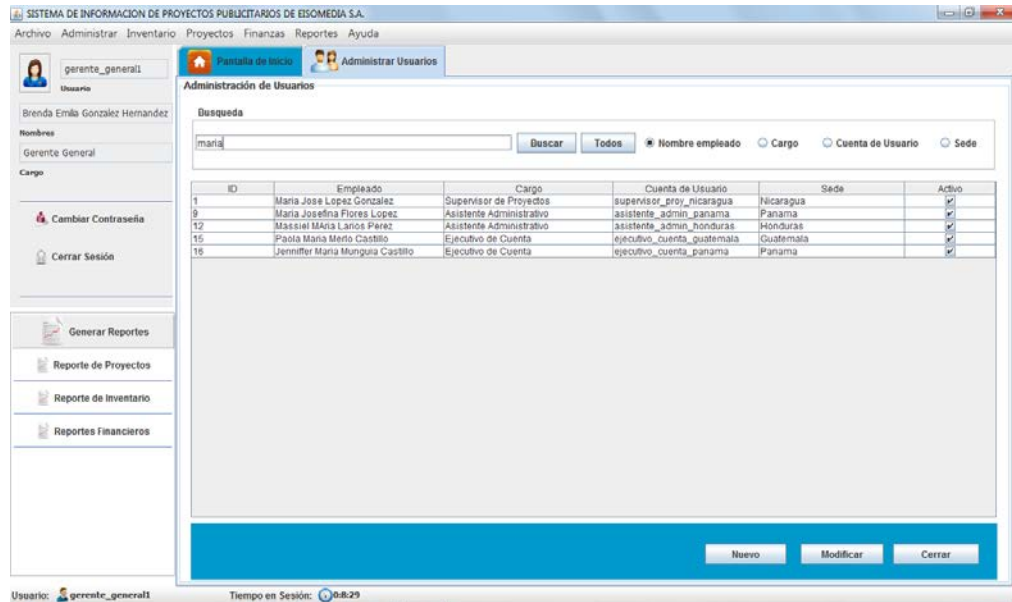 SISTEMA DE INFORMACION DE PROYECTOS PUBLICITARIOS DE EISOMEDIA S.A.
Archivo Administrar Inventario Proyectos Finanzas Reportes Ayuda
gerente_general1
Usuario
Brenda Emilia Gonzalez Hernandez
Nombres
Gerente General
Cargo
Cambiar Contraseña
Cerrar Sesión
Generar Reportes
Reporte de Proyectos
Reporte de Inventario
Reportes Financieros
Pantalla de Inicio Administrar Usuarios
Administración de Usuarios
Busqueda
maria Buscar Todos Nombre empleado Cargo Cuenta de Usuario Sede
ID Empleado Cargo Cuenta de Usuario Sede Activo
1 Maria Jose Lopez Gonzalez Supervisor de Proyectos supervisor_proy_nicaragua Nicaragua
9 Maria Josefina Flores Lopez Asistente Administrativo asistente_admin_panama Panama
12 Massiel MAria Larios Perez Asistente Administrativo asistente_admin_honduras Honduras
15 Paola Maria Merlo Castillo Ejecutivo de Cuenta ejecutivo_cuenta_guatemala Guatemala
16 Jenniffer Maria Munguia Castillo Ejecutivo de Cuenta ejecutivo_cuenta_panama Panama
Nuevo Modificar Cerrar
Usuario: gerente_general1 Tiempo en Sesión: 0:8:29